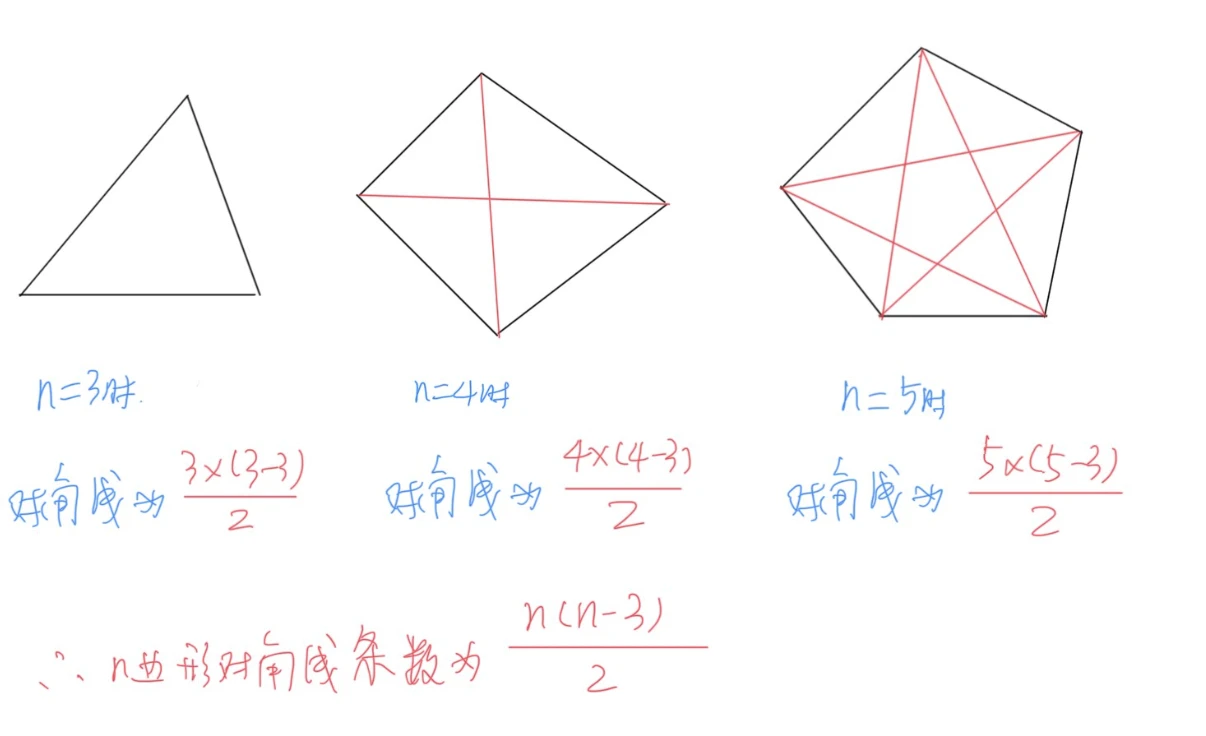 n=3时.
n=4时
n=5时
对角线为 3×(3-3)/2
对角线为 4×(4-3)/2
对角线为 5×(5-3)/2
∴ n边形对角线条数为 n(n-3)/2